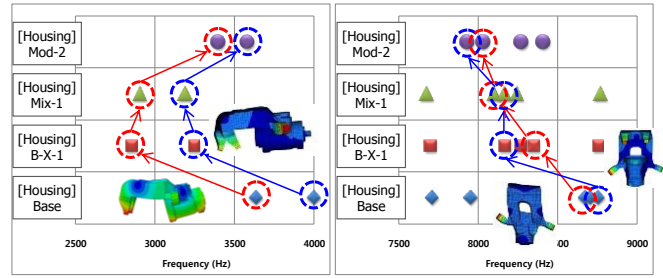 [Housing]
Mod-2
[Housing]
Mix-1
[Housing]
B-X-1
[Housing]
Base
2500
3000
3500
4000
Frequency (Hz)
[Housing]
Mod-2
[Housing]
Mix-1
[Housing]
B-X-1
[Housing]
Base
7500
8000
00
9000
Frequency (Hz)